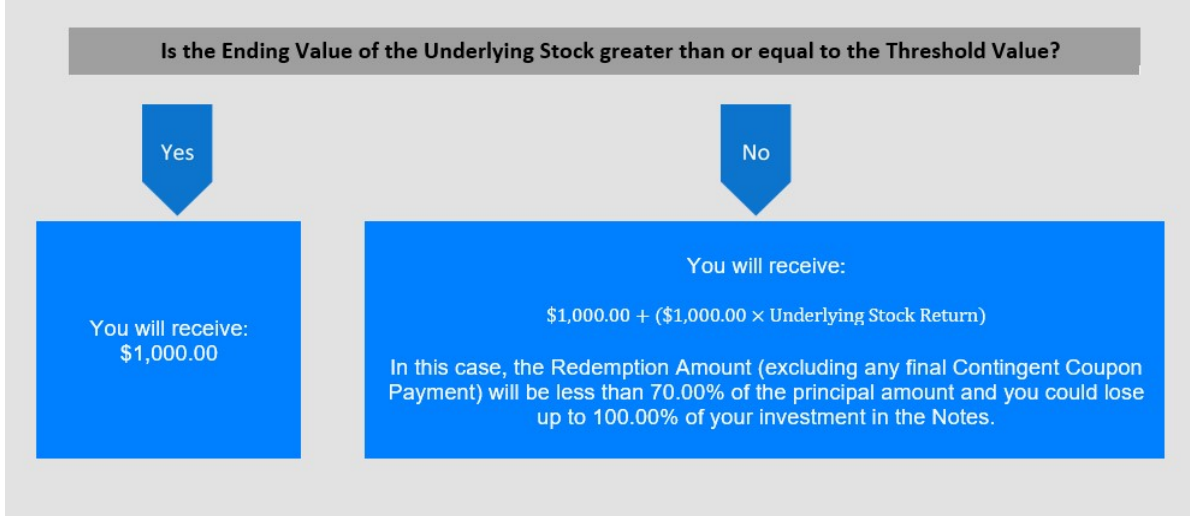 Is the Ending Value of the Underlying Stock greater than or equal to the Threshold Value?
Yes
No
You will receive:
$1,000.00
You will receive:
$1,000.00 + ($1,000.00 × Underlying Stock Return)
In this case, the Redemption Amount (excluding any final Contingent Coupon
Payment) will be less than 70.00% of the principal amount and you could lose
up to 100.00% of your investment in the Notes.